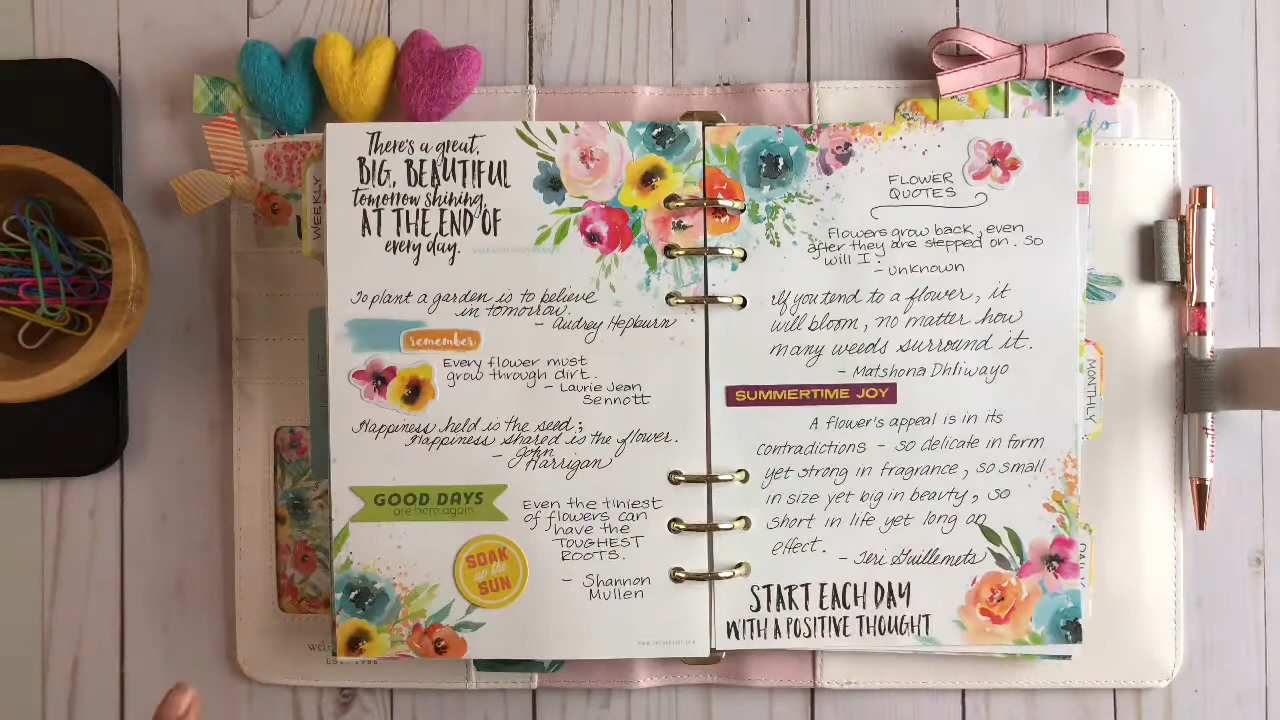 There's a great,
BIG, BEAUTIFUL
tomorrow shining
AT THE END OF
every day.
To plant a garden is to believe
in tomorrow.
- Audrey Hepburn
remember
Every flower must
grow through dirt.
- Laurie Jean
Sennott
Happiness held is the seed;
Happiness shared is the flower.
- John
Harrigan
GOOD DAYS
are here again
Even the tiniest
of flowers can
have the
TOUGHEST
ROOTS.
- Shannon
Mullen
SOAK
up the
SUN
FLOWER
QUOTES
Flowers grow back, even
after they are stepped on. So
will I.
- unknown
If you tend to a flower, it
will bloom, no matter how
many weeds surround it.
- Matshona Dhliwayo
SUMMERTIME JOY
A flower's appeal is in its
contradictions - so delicate in form
yet strong in fragrance, so small
in size yet big in beauty, so
short in life yet long on
effect.
- Teri Guillemets
START EACH DAY
WITH A POSITIVE THOUGHT
WEEKLY
MONTHLY
DAILY
EST. 1986